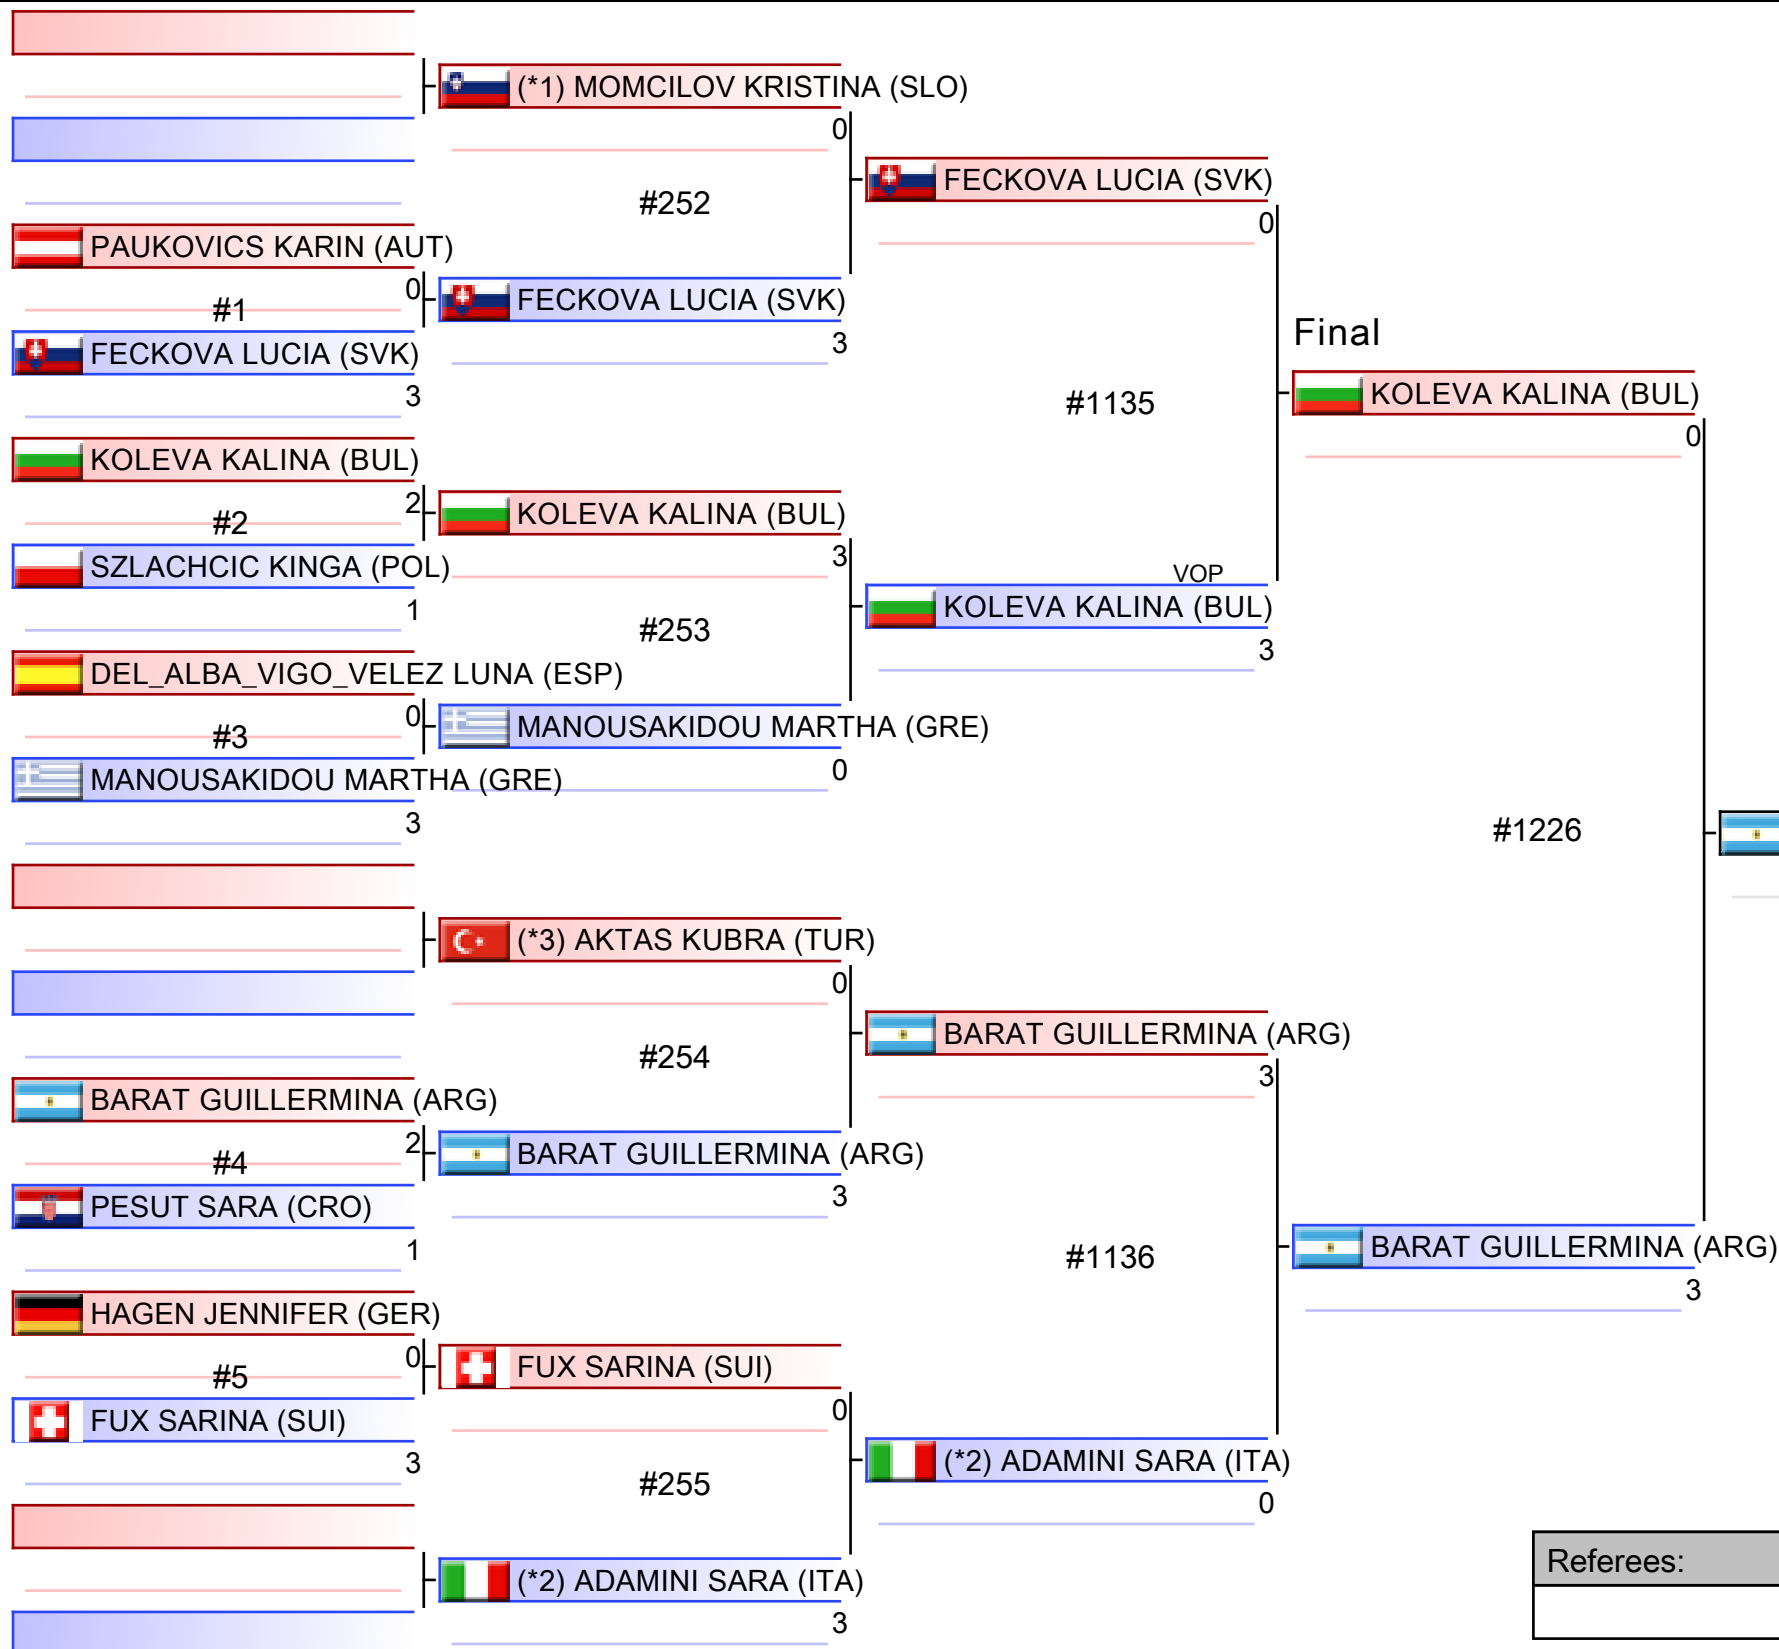 (*1) MOMCILOV KRISTINA (SLO)
0
#252
FECKOVA LUCIA (SVK)
0
PAUKOVICS KARIN (AUT)
0
#1
FECKOVA LUCIA (SVK)
3
FECKOVA LUCIA (SVK)
3
Final
#1135
KOLEVA KALINA (BUL)
0
KOLEVA KALINA (BUL)
2
#2
SZLACHCIC KINGA (POL)
1
KOLEVA KALINA (BUL)
3
#253
VOP
KOLEVA KALINA (BUL)
3
DEL_ALBA_VIGO_VELEZ LUNA (ESP)
0
#3
MANOUSAKIDOU MARTHA (GRE)
3
MANOUSAKIDOU MARTHA (GRE)
0
#1226
(*3) AKTAS KUBRA (TUR)
0
#254
BARAT GUILLERMINA (ARG)
3
BARAT GUILLERMINA (ARG)
2
#4
PESUT SARA (CRO)
1
BARAT GUILLERMINA (ARG)
3
#1136
BARAT GUILLERMINA (ARG)
3
HAGEN JENNIFER (GER)
0
#5
FUX SARINA (SUI)
3
FUX SARINA (SUI)
0
#255
(*2) ADAMINI SARA (ITA)
0
(*2) ADAMINI SARA (ITA)
3
Referees: